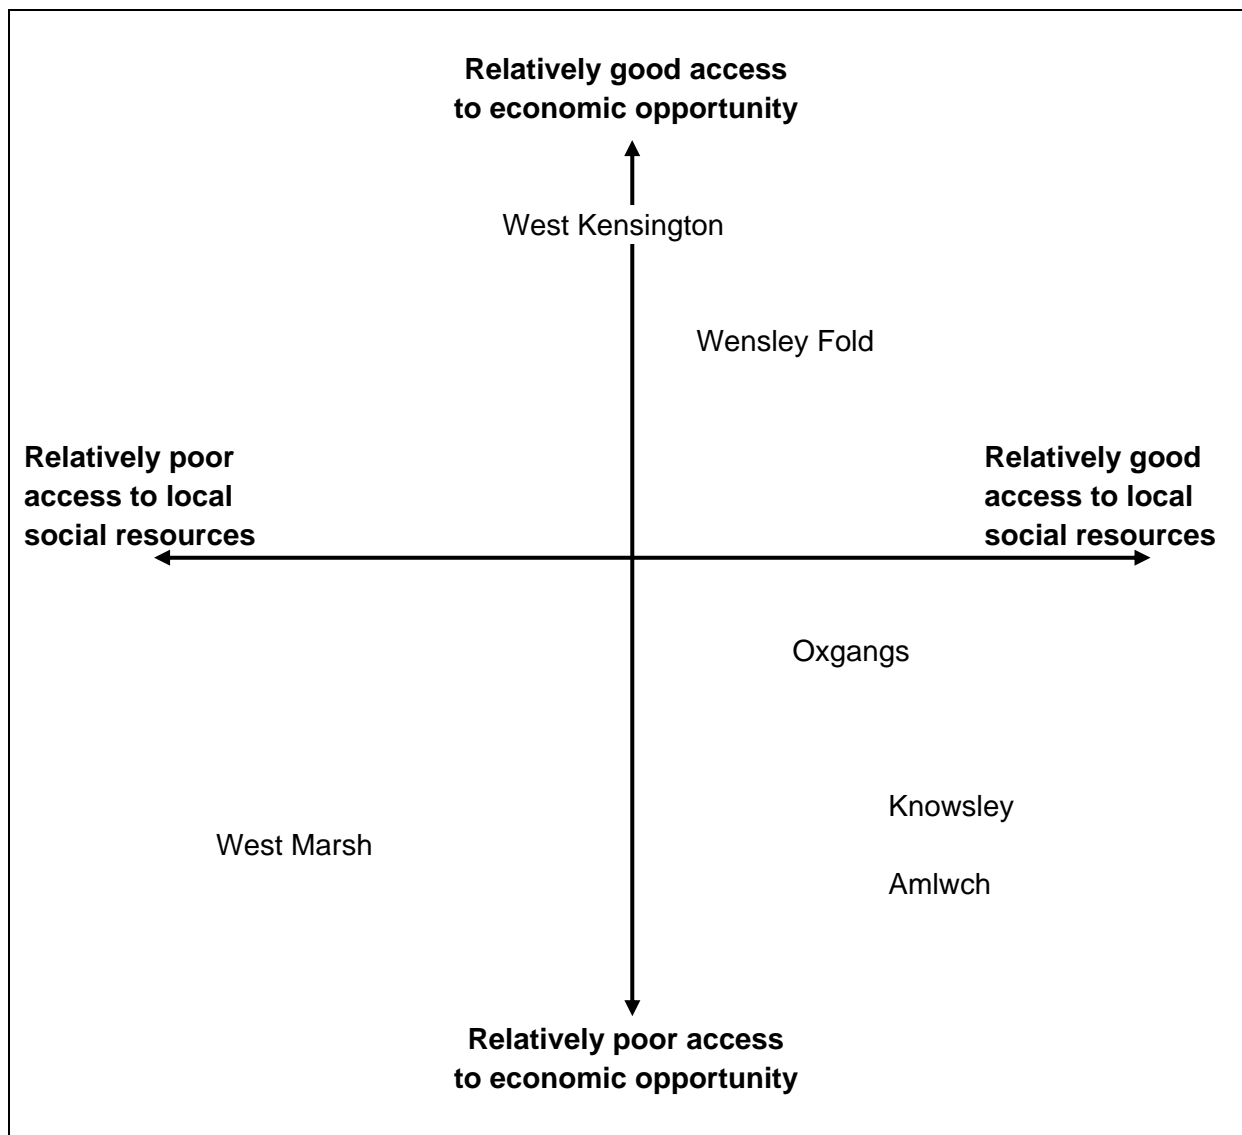 Relatively good access
to economic opportunity
West Kensington
Wensley Fold
Relatively poor
access to local
social resources
Relatively good
access to local
social resources
Oxgangs
Knowsley
West Marsh
Amlwch
Relatively poor access
to economic opportunity